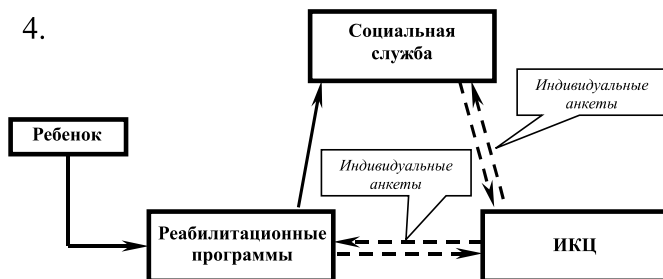 4.
Социальная
служба
Индивидуальные
анкеты
Ребенок
Индивидуальные
анкеты
Реабилитационные
программы
ИКЦ